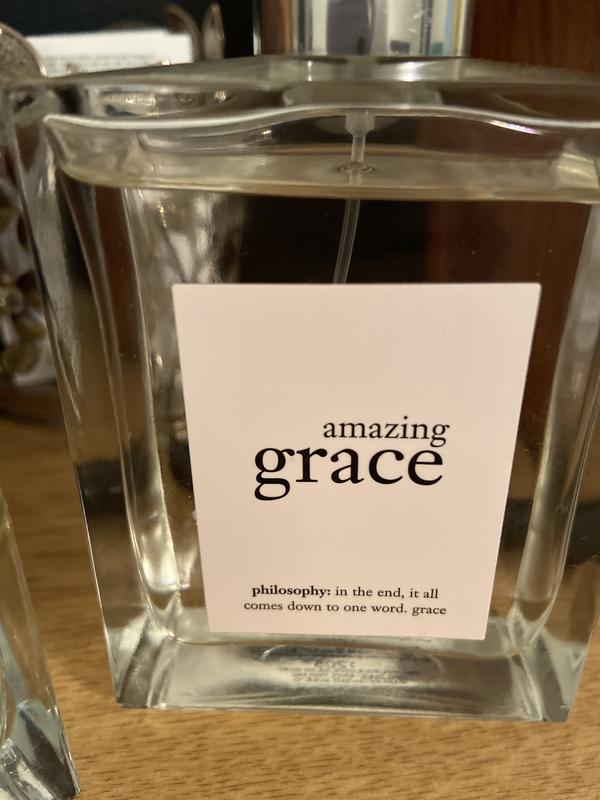 amazing
grace
philosophy: in the end, it all
comes down to one word. grace